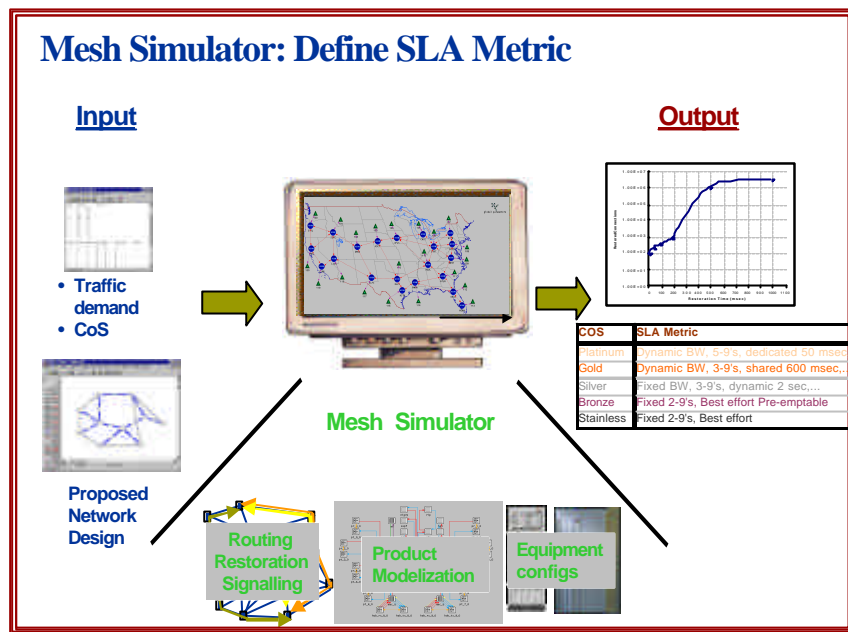 Mesh Simulator: Define SLA Metric
Input
Output
• Traffic
demand
• CoS
Proposed
Network
Design
Mesh Simulator
Routing
Restoration
Signalling
Product
Modelization
Equipment
configs
Restoration Time (msec)
COS SLA Metric
Platinum Dynamic BW, 5-9's, dedicated 50 msec
Gold Dynamic BW, 3-9's, shared 600 msec,..
Silver Fixed BW, 3-9's, dynamic 2 sec,...
Bronze Fixed 2-9's, Best effort Pre-emptable
Stainless Fixed 2-9's, Best effort